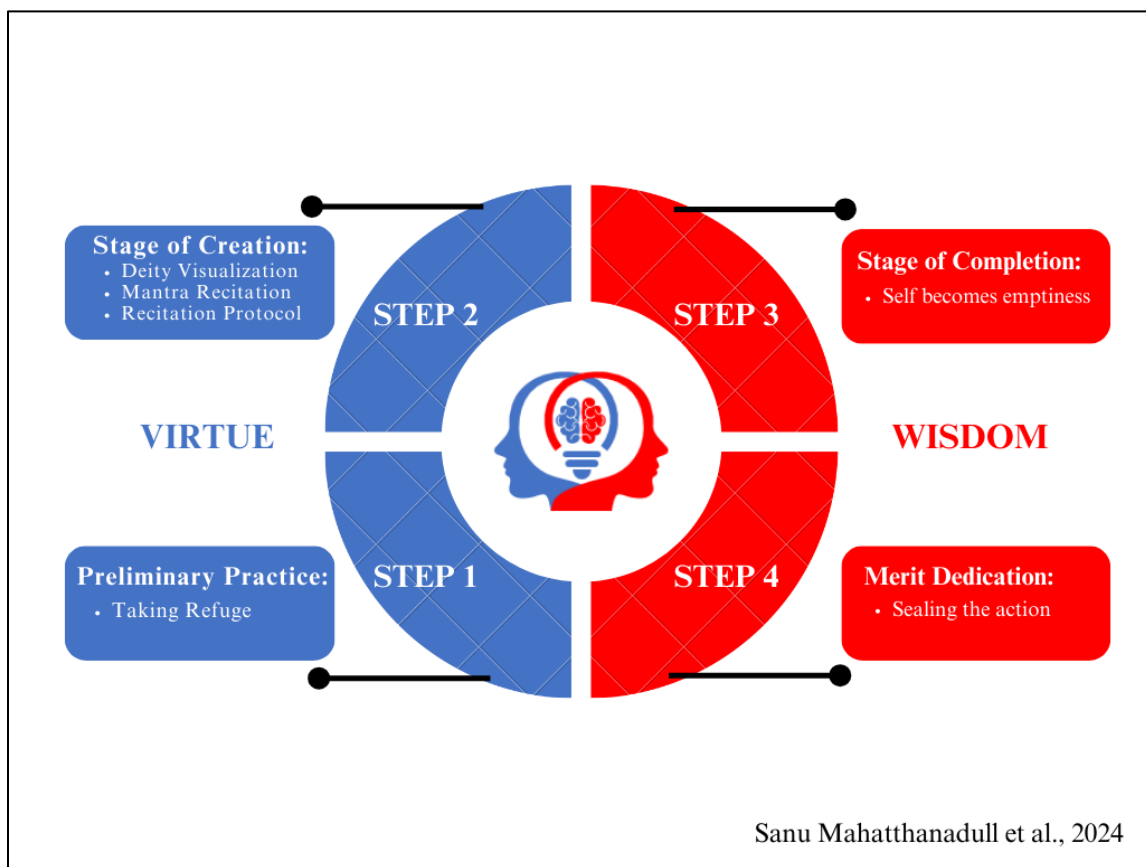 Stage of Creation:
• Deity Visualization
• Mantra Recitation
• Recitation Protocol
STEP 2
STEP 3
Stage of Completion:
• Self becomes emptiness
VIRTUE
WISDOM
Preliminary Practice:
• Taking Refuge
STEP 1
STEP 4
Merit Dedication:
• Sealing the action
Sanu Mahatthanadull et al., 2024